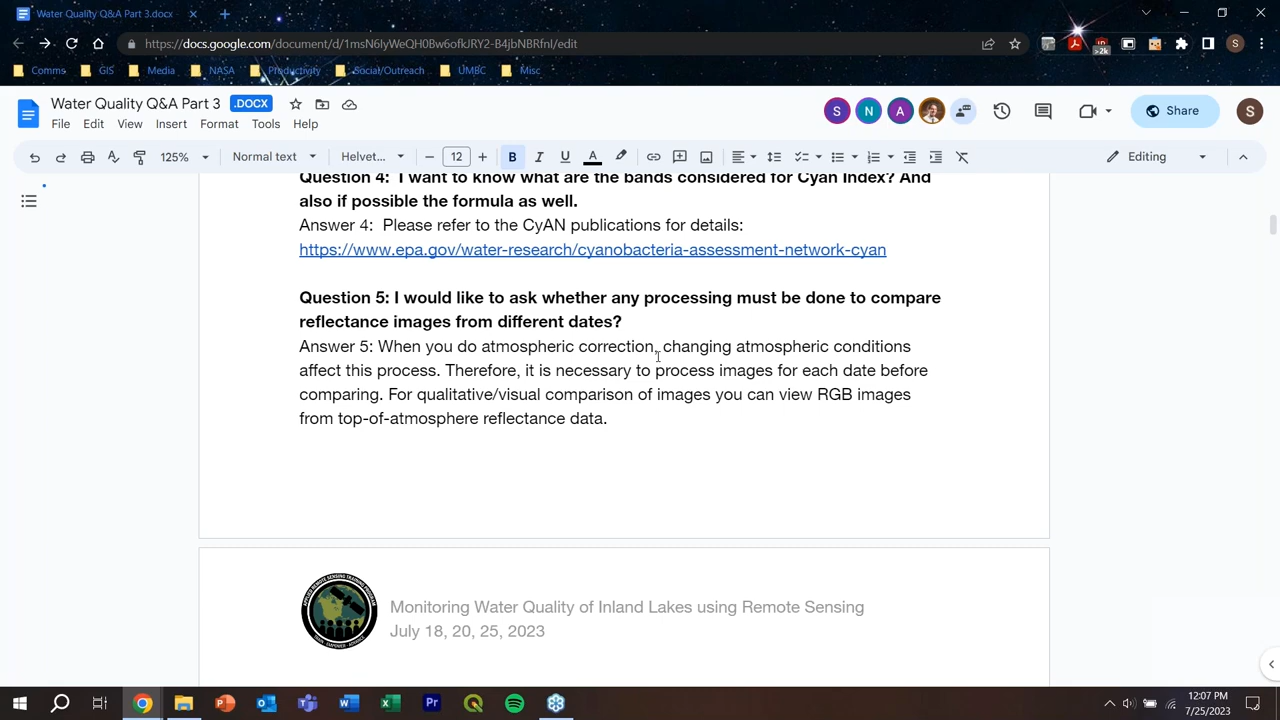 Water Quality Q&A Part 3.docx
https://docs.google.com/document/d/1msN6lyWeQH0Bw6ofkJRY2-B4jbNBRfnI/edit
>2k
S
Comms GIS Media NASA Productivity Social/Outreach UMBC Misc
Water Quality Q&A Part 3 .DOCX
S N A Share S
File Edit View Insert Format Tools Help
125% Normal text Helvet... 12 B I U A Editing
Question 4: I want to know what are the bands considered for Cyan Index? And
also if possible the formula as well.
Answer 4: Please refer to the CyAN publications for details:
https://www.epa.gov/water-research/cyanobacteria-assessment-network-cyan
Question 5: I would like to ask whether any processing must be done to compare
reflectance images from different dates?
Answer 5: When you do atmospheric correction, changing atmospheric conditions
affect this process. Therefore, it is necessary to process images for each date before
comparing. For qualitative/visual comparison of images you can view RGB images
from top-of-atmosphere reflectance data.
APPLIED REMOTE SENSING TRAINING PROGRAM
Monitoring Water Quality of Inland Lakes using Remote Sensing
July 18, 20, 25, 2023
12:07 PM
7/25/2023